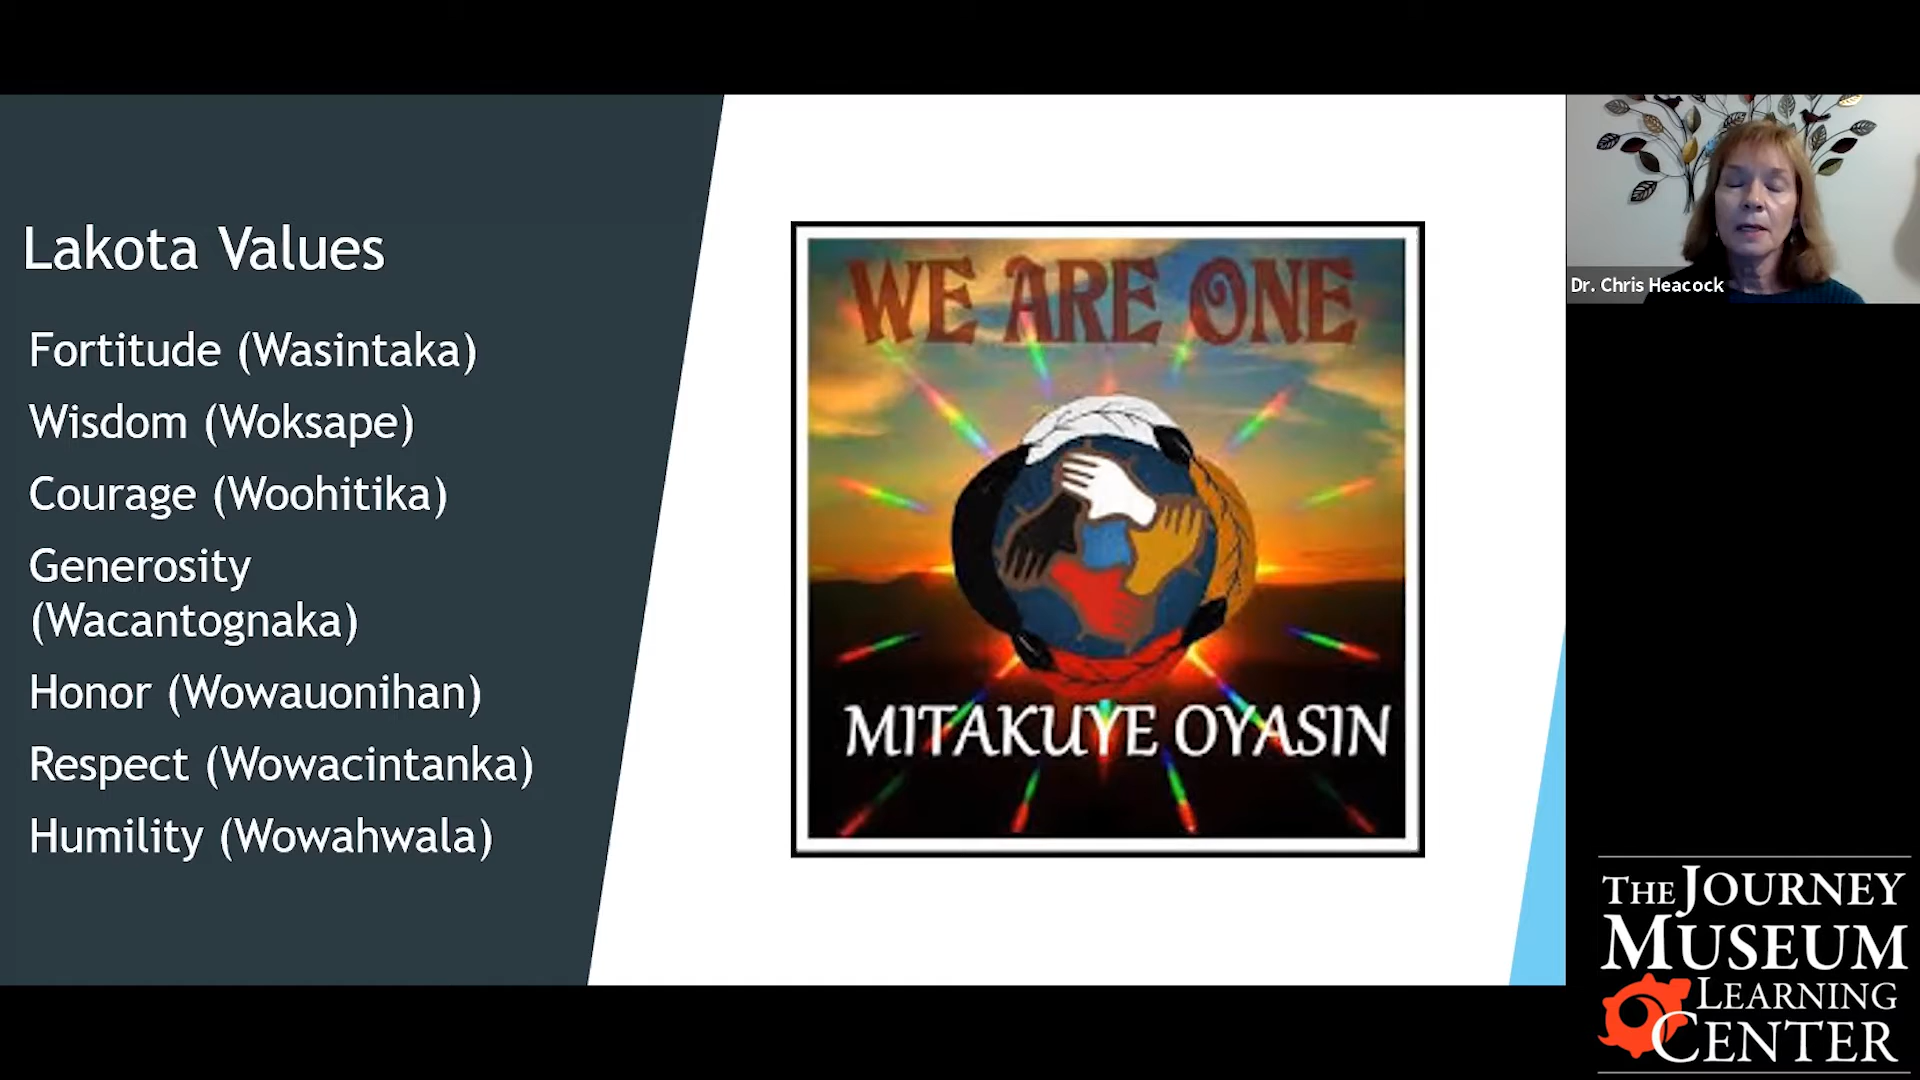 Lakota Values
Fortitude (Wasintaka)
Wisdom (Woksape)
Courage (Woohitika)
Generosity
(Wacantognaka)
Honor (Wowauonihan)
Respect (Wowacintanka)
Humility (Wowahwala)
WE ARE ONE
MITAKUYE OYASIN
Dr. Chris Heacock
THE JOURNEY
MUSEUM
LEARNING
CENTER